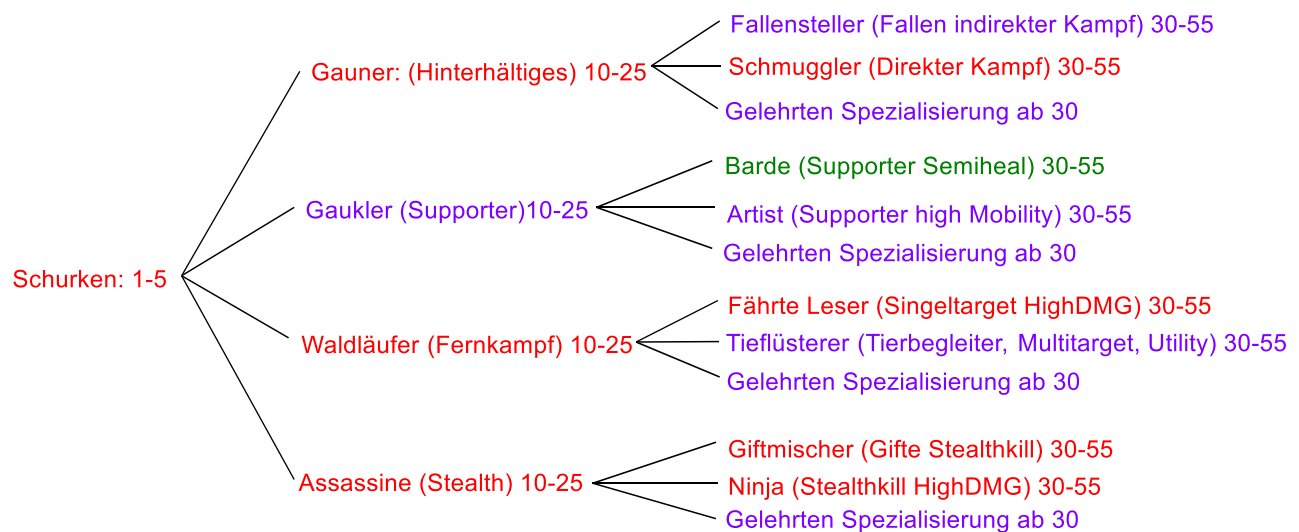 Fallensteller (Fallen indirekter Kampf) 30-55
Gauner: (Hinterhältiges) 10-25
Schmuggler (Direkter Kampf) 30-55
Gelehrten Spezialisierung ab 30
Barde (Supporter Semiheal) 30-55
Gaukler (Supporter)10-25
Artist (Supporter high Mobility) 30-55
Gelehrten Spezialisierung ab 30
Schurken: 1-5
Fährte Leser (Singeltarget HighDMG) 30-55
Waldläufer (Fernkampf) 10-25
Tieflüsterer (Tierbegleiter, Multitarget, Utility) 30-55
Gelehrten Spezialisierung ab 30
Giftmischer (Gifte Stealthkill) 30-55
Assassine (Stealth) 10-25
Ninja (Stealthkill HighDMG) 30-55
Gelehrten Spezialisierung ab 30